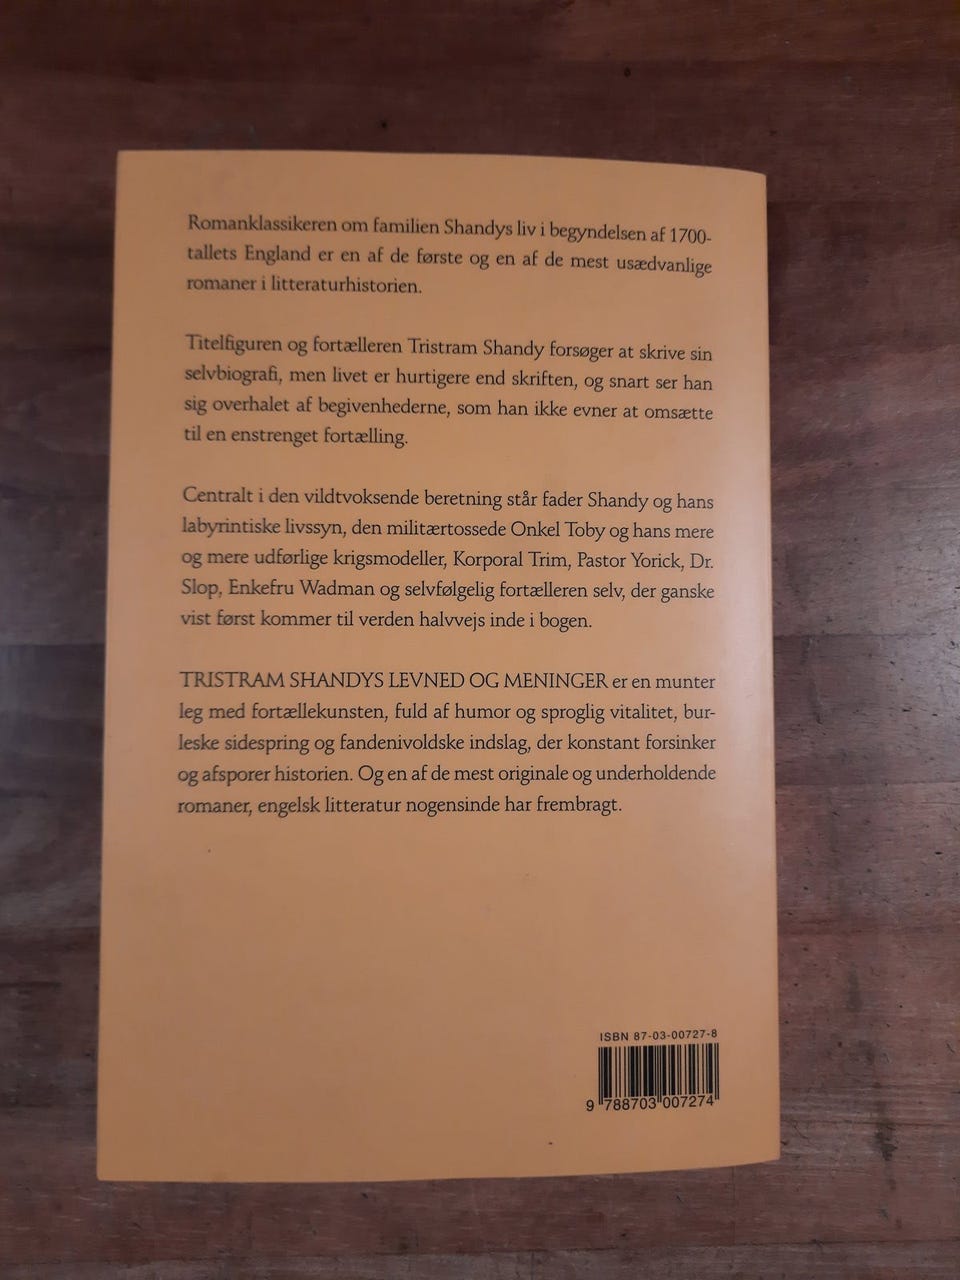 Romanklassikeren om familien Shandys liv i begyndelsen af 1700-
tallets England er en af de første og en af de mest usædvanlige
romaner i litteraturhistorien.
Titelfiguren og fortælleren Tristram Shandy forsøger at skrive sin
selvbiografi, men livet er hurtigere end skriften, og snart ser han
sig overhalet af begivenhederne, som han ikke evner at omsætte
til en enstrenget fortælling.
Centralt i den vildtvoksende beretning står fader Shandy og hans
labyrintiske livssyn, den militærtossede Onkel Toby og hans mere
og mere udførlige krigsmodeller, Korporal Trim, Pastor Yorick, Dr.
Slop, Enkefru Wadman og selvfølgelig fortælleren selv, der ganske
vist først kommer til verden halvvejs inde i bogen.
TRISTRAM SHANDYS LEVNED OG MENINGER er en munter
leg med fortællekunsten, fuld af humor og sproglig vitalitet, bur-
leske sidespring og fandenivoldske indslag, der konstant forsinker
og afsporer historien. Og en af de mest originale og underholdende
romaner, engelsk litteratur nogensinde har frembragt.
ISBN 87-03-00727-8
9 788703 007274